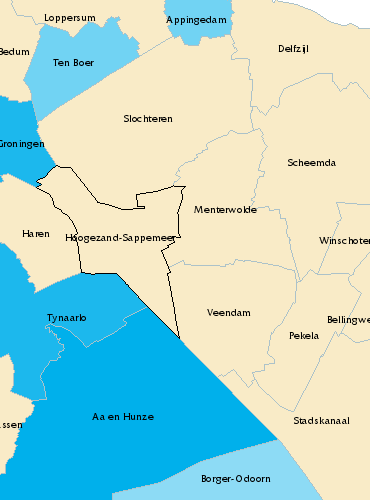 Loppersum
Appingedam
Bedum
Delfzijl
Ten Boer
Slochteren
Groningen
Scheemda
Menterwolde
Haren
Hoogezand-Sappemeer
Winschoten
Veendam
Tynaarlo
Bellingwe
Pekela
Aa en Hunze
Stadskanaal
ssen
Borger-Odoorn